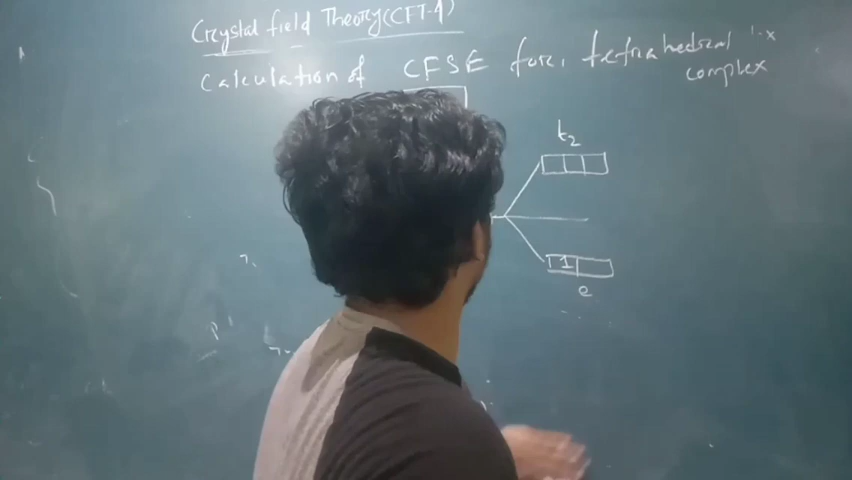 Crystal field Theory(CFT-4)
Calculation of CFSE for, tetrahedral
complex
t2
1
e